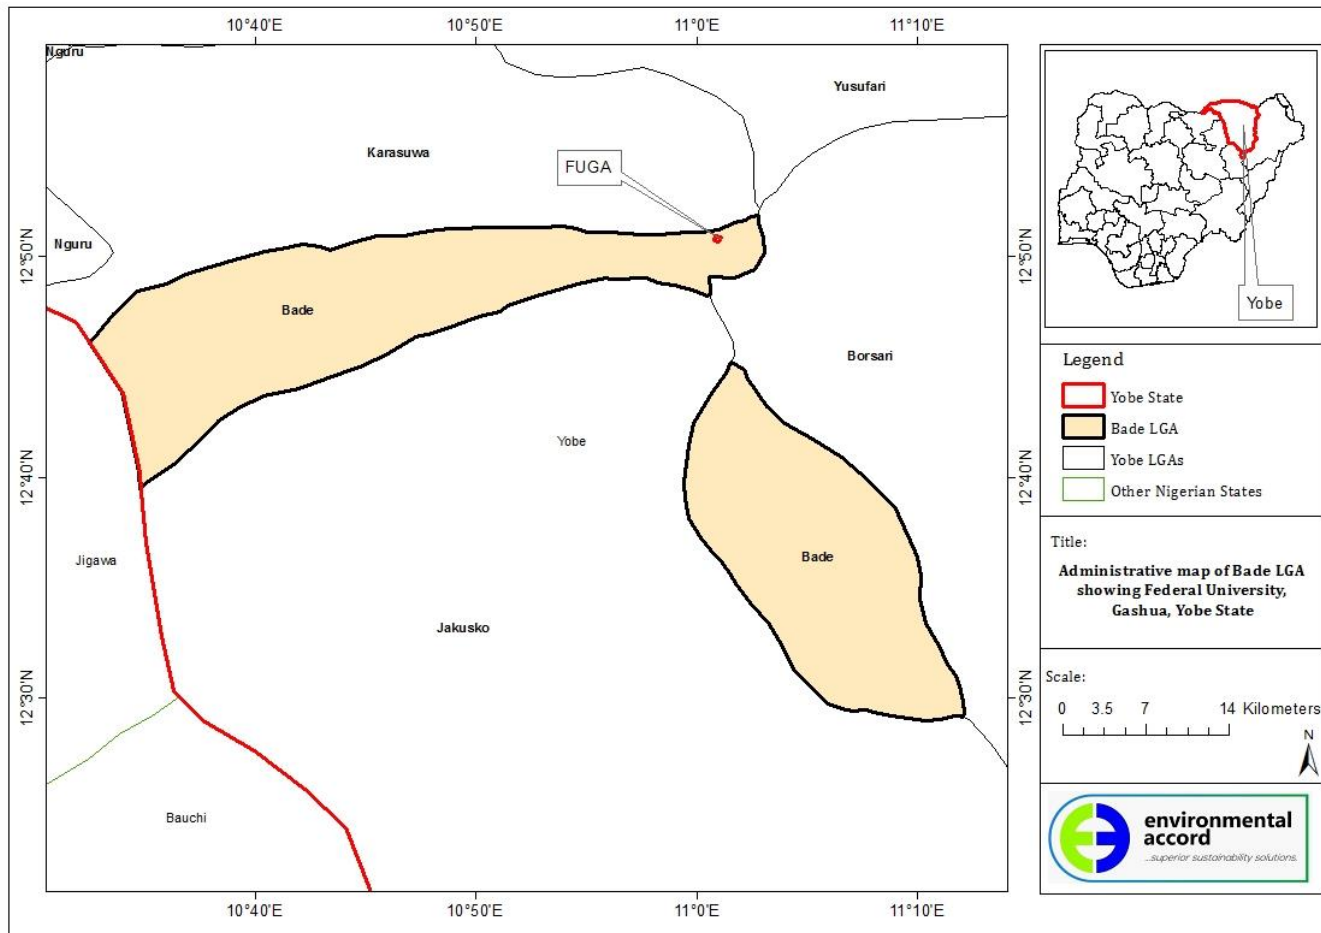 10°40'E
10°50'E
11°0'E
11°10'E
Nguru
Yusufari
Karasuwa
FUGA
Nguru
12°50'N
12°50'N
Bade
Borsari
Yobe
12°40'N
12°40'N
Jigawa
Bade
Jakusko
12°30'N
12°30'N
Bauchi
10°40'E
10°50'E
11°0'E
11°10'E
Yobe
Legend
Yobe State
Bade LGA
Yobe LGAs
Other Nigerian States
Title:
Administrative map of Bade LGA
showing Federal University,
Gashua, Yobe State
Scale:
0 3.5 7 14 Kilometers
N
environmental
accord
...superior sustainability solutions.